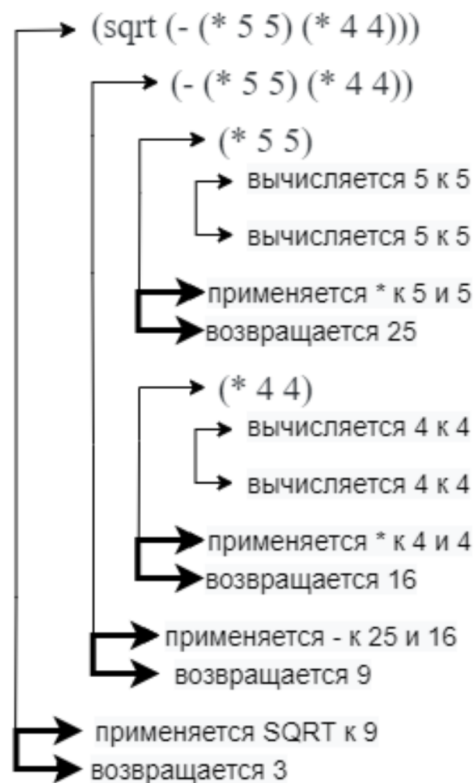 (sqrt (- (* 5 5) (* 4 4)))
(- (* 5 5) (* 4 4))
(* 5 5)
вычисляется 5 к 5
вычисляется 5 к 5
применяется * к 5 и 5
возвращается 25
(* 4 4)
вычисляется 4 к 4
вычисляется 4 к 4
применяется * к 4 и 4
возвращается 16
применяется - к 25 и 16
возвращается 9
применяется SQRT к 9
возвращается 3